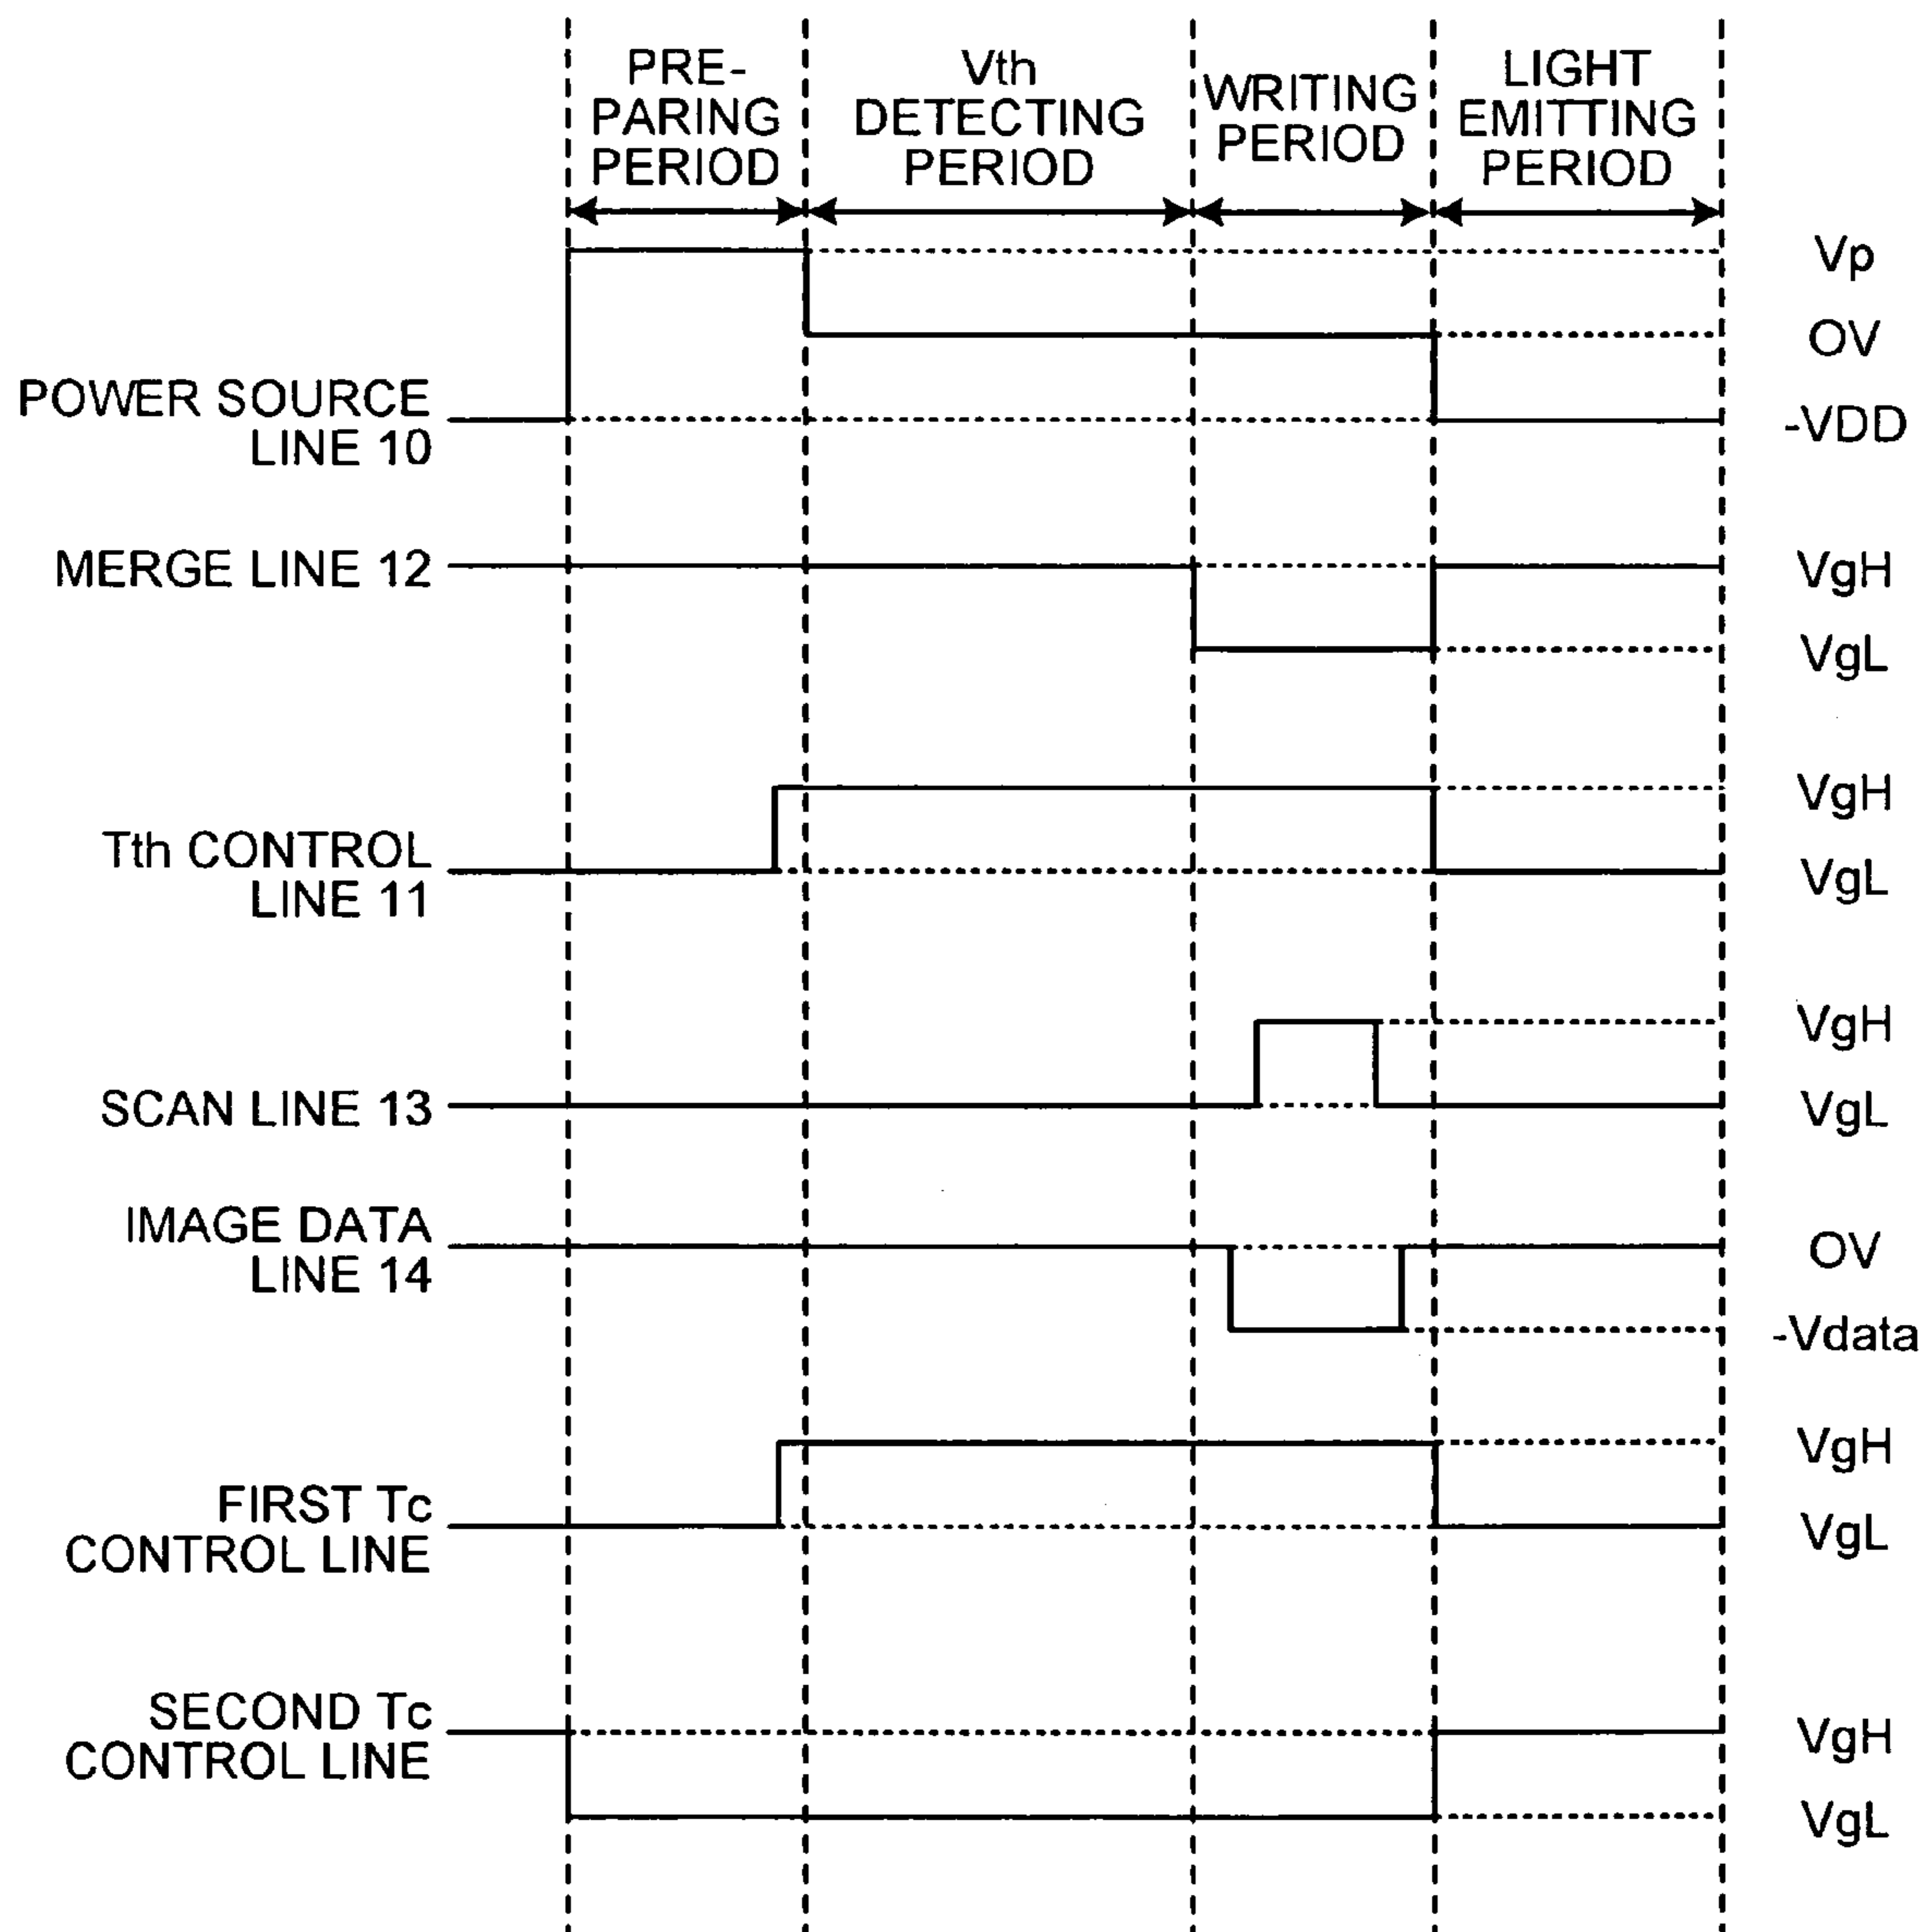 PRE-
PARING
PERIOD
Vth
DETECTING
PERIOD
WRITING
PERIOD
LIGHT
EMITTING
PERIOD
Vp
OV
POWER SOURCE
LINE 10
-VDD
MERGE LINE 12
VgH
VgL
VgH
Tth CONTROL
LINE 11
VgL
VgH
SCAN LINE 13
VgL
IMAGE DATA
LINE 14
OV
-Vdata
VgH
FIRST Tc
CONTROL LINE
VgL
SECOND Tc
CONTROL LINE
VgH
VgL